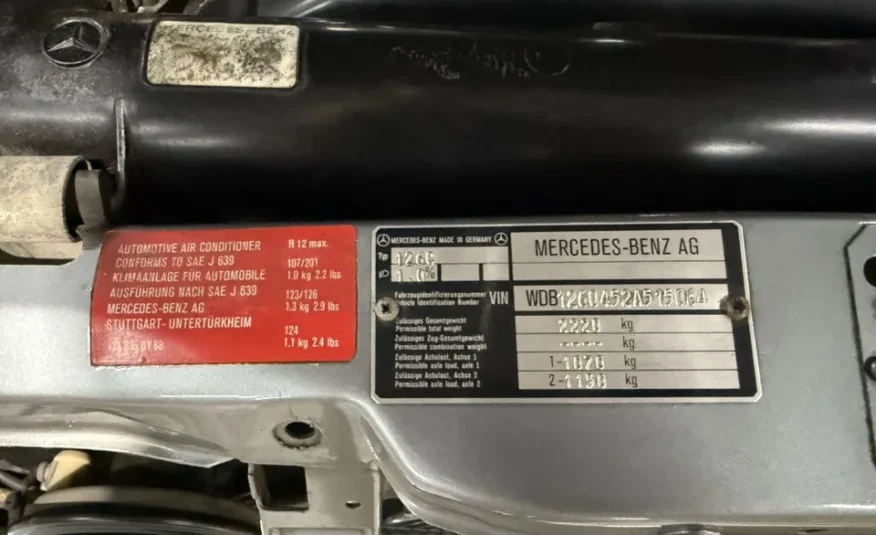 MERCEDES-BENZ
AUTOMOTIVE AIR CONDITIONER R 12 max.
CONFORMS TO SAE J 639 107/201
KLIMAANLAGE FÜR AUTOMOBILE 1.0 kg 2.2 lbs
AUSFÜHRUNG NACH SAE J 639 123/126
MERCEDES-BENZ AG 1.3 kg 2.9 lbs
STUTTGART-UNTERTÜRKHEIM 124
1.1 kg 2.4 lbs
MERCEDES-BENZ MADE IN GERMANY
MERCEDES-BENZ AG
Typ 126C
1.0%
Fahrzeugidentifizierungsnummer
Vehicle Identification Number VIN WDB1260452A515064
Zulässiges Gesamtgewicht
Permissible total weight 2220 kg
Zulässiges Zug-Gesamtgewicht
Permissible combination weight ---- kg
Zulässige Achslast, Achse 1
Permissible axle load, axle 1 1-1070 kg
Zulässige Achslast, Achse 2
Permissible axle load, axle 2 2-1150 kg